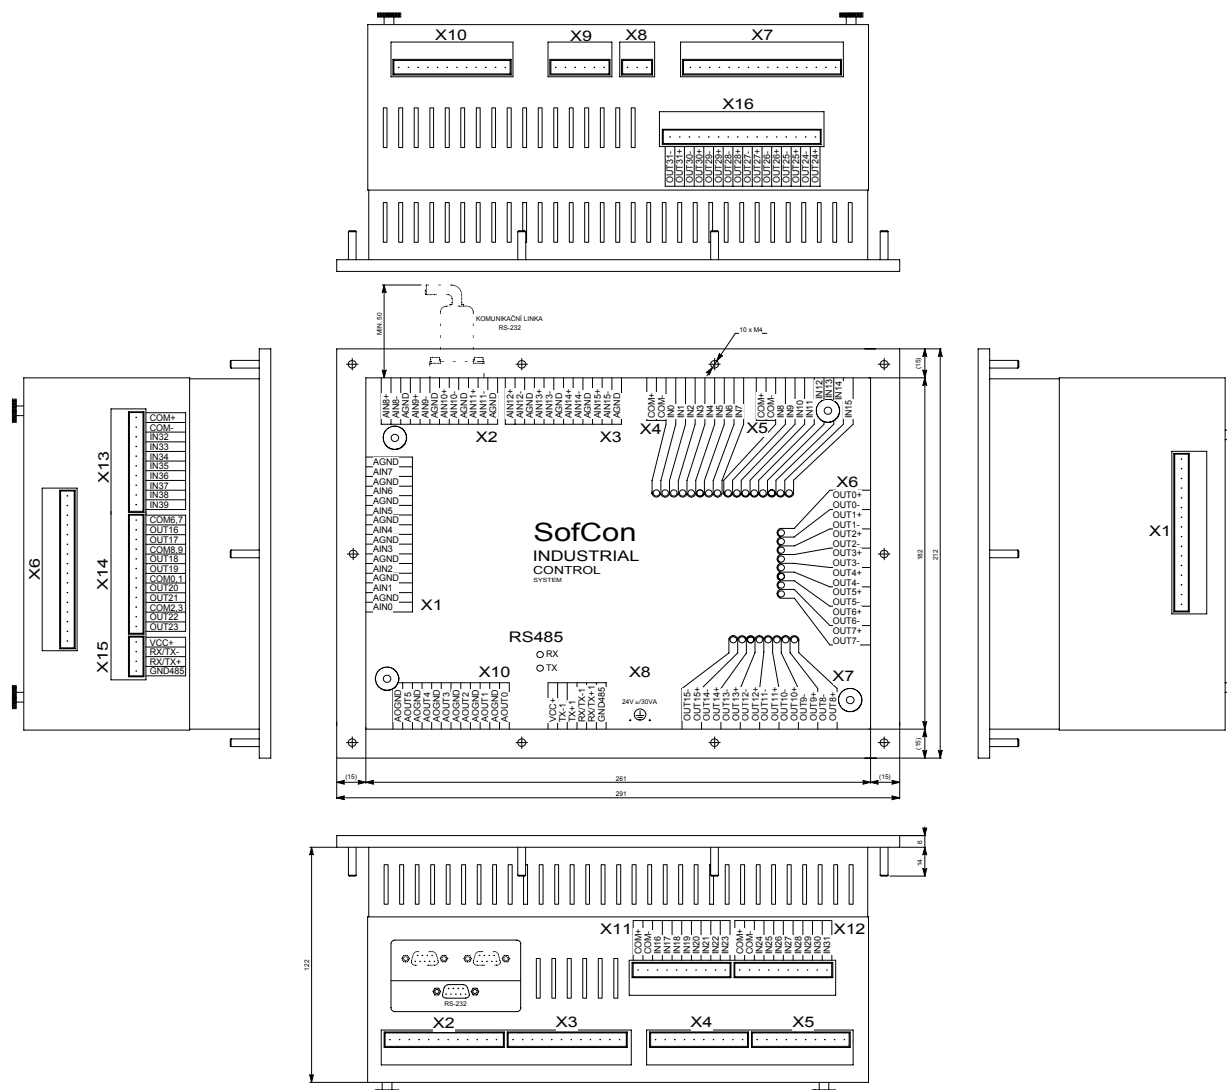 X10
X9
X8
X7
X16
OUT31-
OUT31+
OUT30-
OUT30+
OUT29-
OUT29+
OUT28-
OUT28+
OUT27-
OUT27+
OUT26-
OUT26+
OUT25-
OUT25+
OUT24-
OUT24+
MIN. 50
KOMUNIKAČNÍ LINKA
RS-232
10 x M4
(15)
AIN8+
AIN8-
AGND
AIN9+
AIN9-
AGND
AIN10+
AIN10-
AGND
AIN11+
AIN11-
AGND
X2
AIN12+
AIN12-
AGND
AIN13+
AIN13-
AGND
AIN14+
AIN14-
AGND
AIN15+
AIN15-
AGND
X3
X4
COM+
COM-
IN0
IN1
IN2
IN3
IN4
IN5
IN6
IN7
X5
COM+
COM-
IN8
IN9
IN10
IN11
IN12
IN13
IN14
IN15
X13
COM+
COM-
IN32
IN33
IN34
IN35
IN36
IN37
IN38
IN39
X14
COM6,7
OUT16
OUT17
COM8,9
OUT18
OUT19
COM0,1
OUT20
OUT21
COM2,3
OUT22
OUT23
X15
VCC+
RX/TX-
RX/TX+
GND485
X6
AGND
AIN7
AGND
AIN6
AGND
AIN5
AGND
AIN4
AGND
AIN3
AGND
AIN2
AGND
AIN1
AGND
AIN0
X1
SofCon
INDUSTRIAL
CONTROL
SYSTEM
X6
OUT0+
OUT0-
OUT1+
OUT1-
OUT2+
OUT2-
OUT3+
OUT3-
OUT4+
OUT4-
OUT5+
OUT5-
OUT6+
OUT6-
OUT7+
OUT7-
182
212
X1
RS485
RX
TX
X10
AOGND
AOUT5
AOGND
AOUT4
AOGND
AOUT3
AOGND
AOUT2
AOGND
AOUT1
AOGND
AOUT0
VCC+
TX-1
TX+1
RX/TX-1
RX/TX+1
GND485
X8
24V =/30VA
X7
OUT15-
OUT15+
OUT14-
OUT14+
OUT13-
OUT13+
OUT12-
OUT12+
OUT11-
OUT11+
OUT10-
OUT10+
OUT9-
OUT9+
OUT8-
OUT8+
(15)
(15)
261
(15)
291
6
14
122
X11
COM+
COM-
IN16
IN17
IN18
IN19
IN20
IN21
IN22
IN23
COM+
COM-
IN24
IN25
IN26
IN27
IN28
IN29
IN30
IN31
X12
RS-232
X2
X3
X4
X5